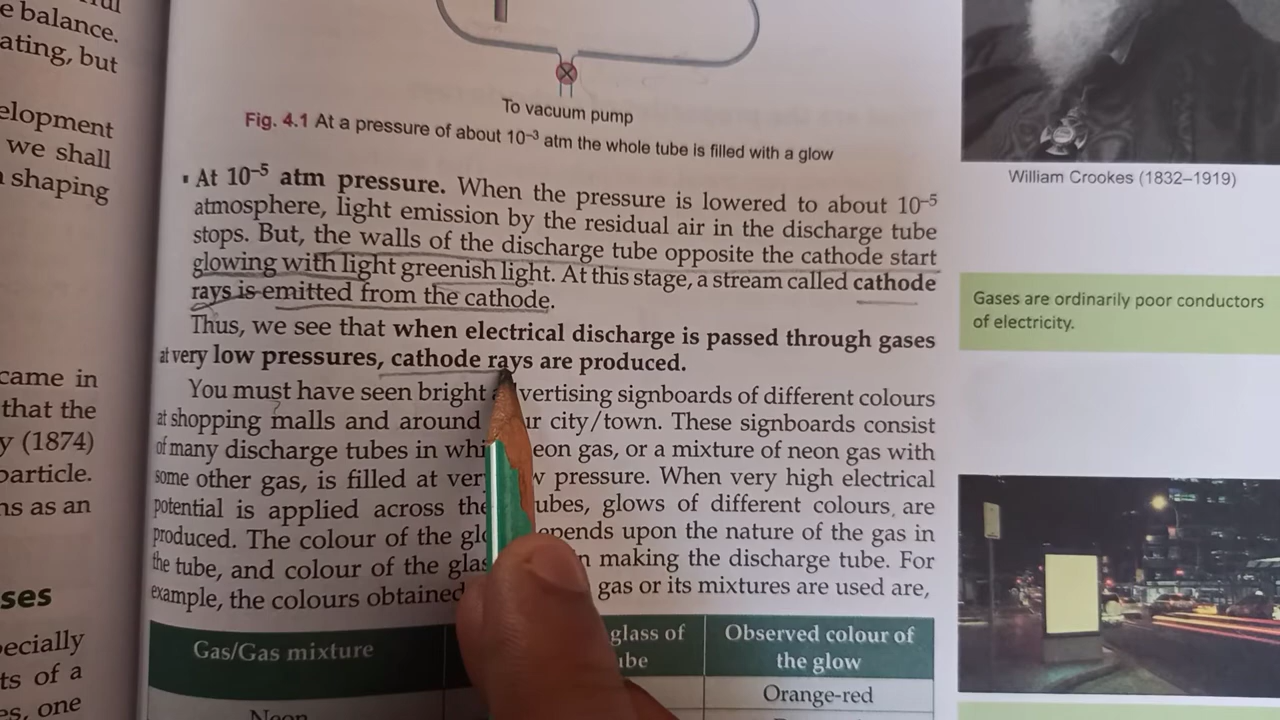 e balance.
ating, but
elopment
we shall
shaping
came in
that the
y (1874)
particle.
ns as an
ses
pecially
ts of a
es, one
To vacuum pump
Fig. 4.1 At a pressure of about 10⁻³ atm the whole tube is filled with a glow
▪ At 10⁻⁵ atm pressure. When the pressure is lowered to about 10⁻⁵
atmosphere, light emission by the residual air in the discharge tube
stops. But, the walls of the discharge tube opposite the cathode start
glowing with light greenish light. At this stage, a stream called cathode
rays is emitted from the cathode.
Thus, we see that when electrical discharge is passed through gases
at very low pressures, cathode rays are produced.
You must have seen bright vertising signboards of different colours
at shopping malls and around ur city/town. These signboards consist
of many discharge tubes in whi eon gas, or a mixture of neon gas with
some other gas, is filled at ver w pressure. When very high electrical
potential is applied across the ubes, glows of different colours, are
produced. The colour of the glo epends upon the nature of the gas in
the tube, and colour of the glas n making the discharge tube. For
example, the colours obtained gas or its mixtures are used are,
Gas/Gas mixture glass of Observed colour of
ube the glow
Orange-red
Neon
William Crookes (1832–1919)
Gases are ordinarily poor conductors
of electricity.